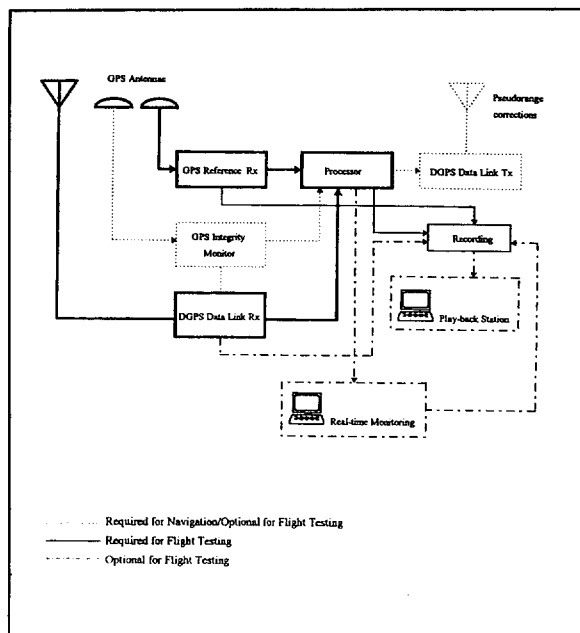 GPS Antennas
Pseudorange
corrections
GPS Reference Rx
Processor
DGPS Data Link Tx
GPS Integrity
Monitor
Recording
DGPS Data Link Rx
Play-back Station
Real-time Monitoring
Required for Navigation/Optional for Flight Testing
Required for Flight Testing
Optional for Flight Testing